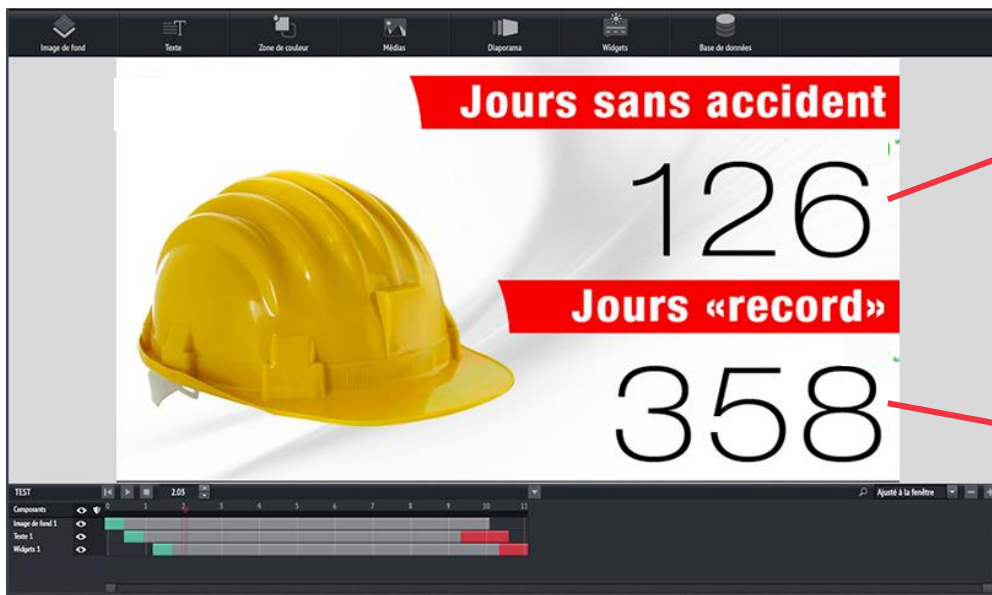 Image de fond
Texte
Zone de couleur
Médias
Diaporama
Widgets
Base de données
Jours sans accident
126
Jours «record»
358
TEST
2.03
Ajusté à la fenêtre
Composants
0 1 2 3 4 5 6 7 8 9 10 11
Image de fond 1
Texte 1
Widgets 1